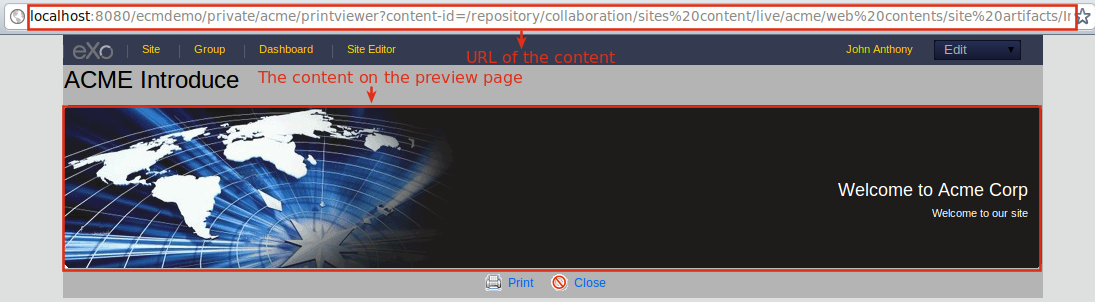 localhost:8080/ecmdemo/private/acme/printviewer?content-id=/repository/collaboration/sites%20content/live/acme/web%20contents/site%20artifacts/I
eXo Site Group Dashboard Site Editor John Anthony Edit
URL of the content
ACME Introduce The content on the preview page
Welcome to Acme Corp
Welcome to our site
Print Close